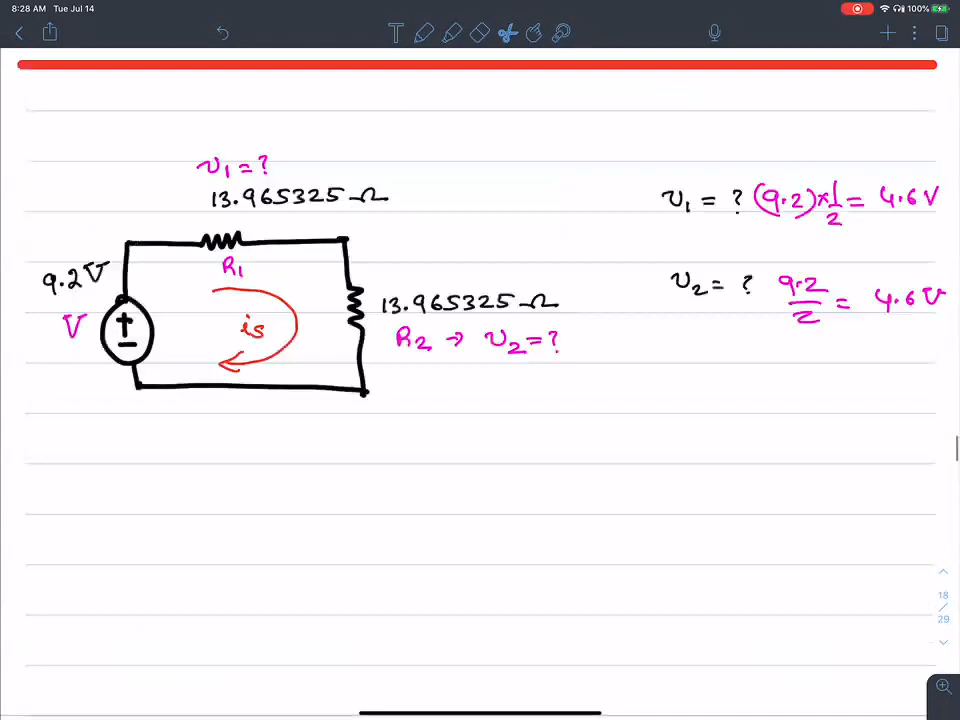 8:28 AM Tue Jul 14
100%
T
v₁ = ?
13.965325 Ω
v₁ = ? (9.2) × 1/2 = 4.6 V
9.2 V
R₁
v₂ = ? 9.2/2 = 4.6 V
13.965325 Ω
V
+
−
is
R₂ → v₂ = ?
18
/
29